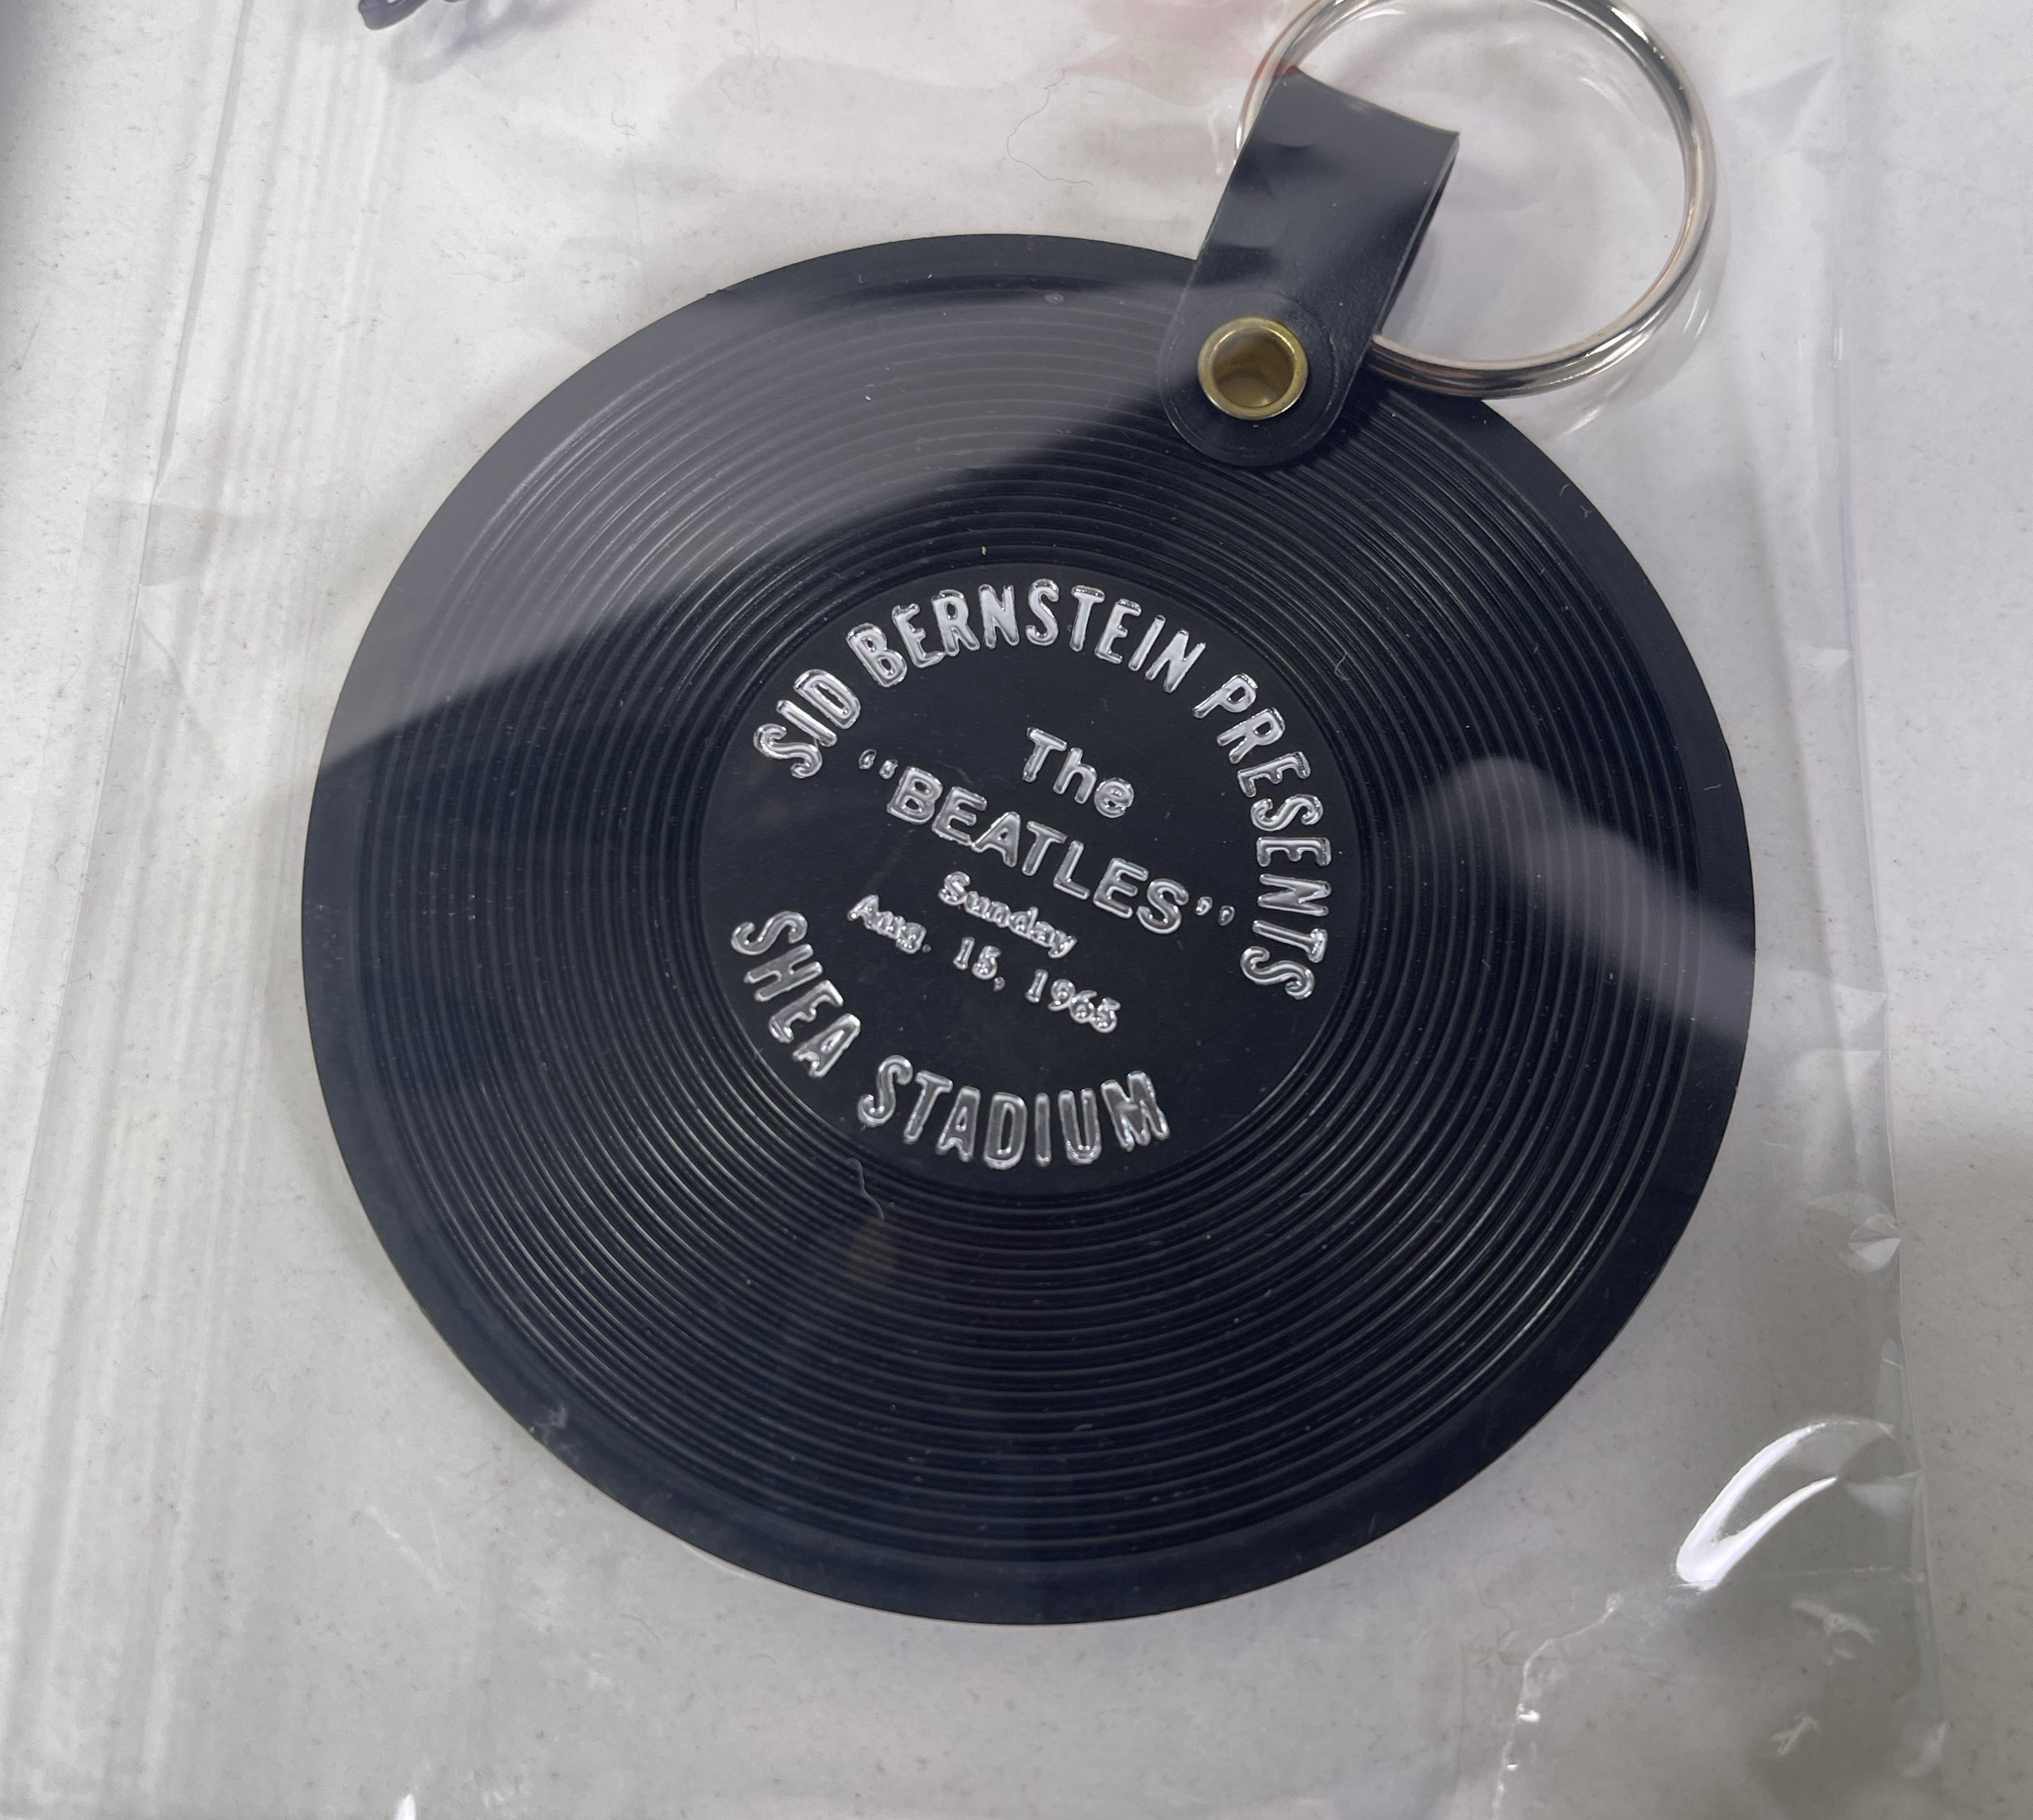 SID BERNSTEIN PRESENTS
The
“BEATLES”
Sunday
Aug. 15, 1965
SHEA STADIUM